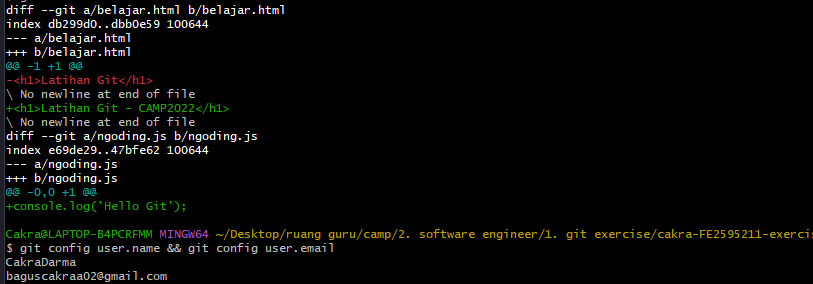 diff --git a/belajar.html b/belajar.html
index db299d0..dbb0e59 100644
--- a/belajar.html
+++ b/belajar.html
@@ -1 +1 @@
-<h1>Latihan Git</h1>
\ No newline at end of file
+<h1>Latihan Git - CAMP2022</h1>
\ No newline at end of file
diff --git a/ngoding.js b/ngoding.js
index e69de29..47bfe62 100644
--- a/ngoding.js
+++ b/ngoding.js
@@ -0,0 +1 @@
+console.log('Hello Git');
Cakra@LAPTOP-B4PCRFMM MINGW64 ~/Desktop/ruang guru/camp/2. software engineer/1. git exercise/cakra-FE2595211-exercis
$ git config user.name && git config user.email
CakraDarma
baguscakraa02@gmail.com